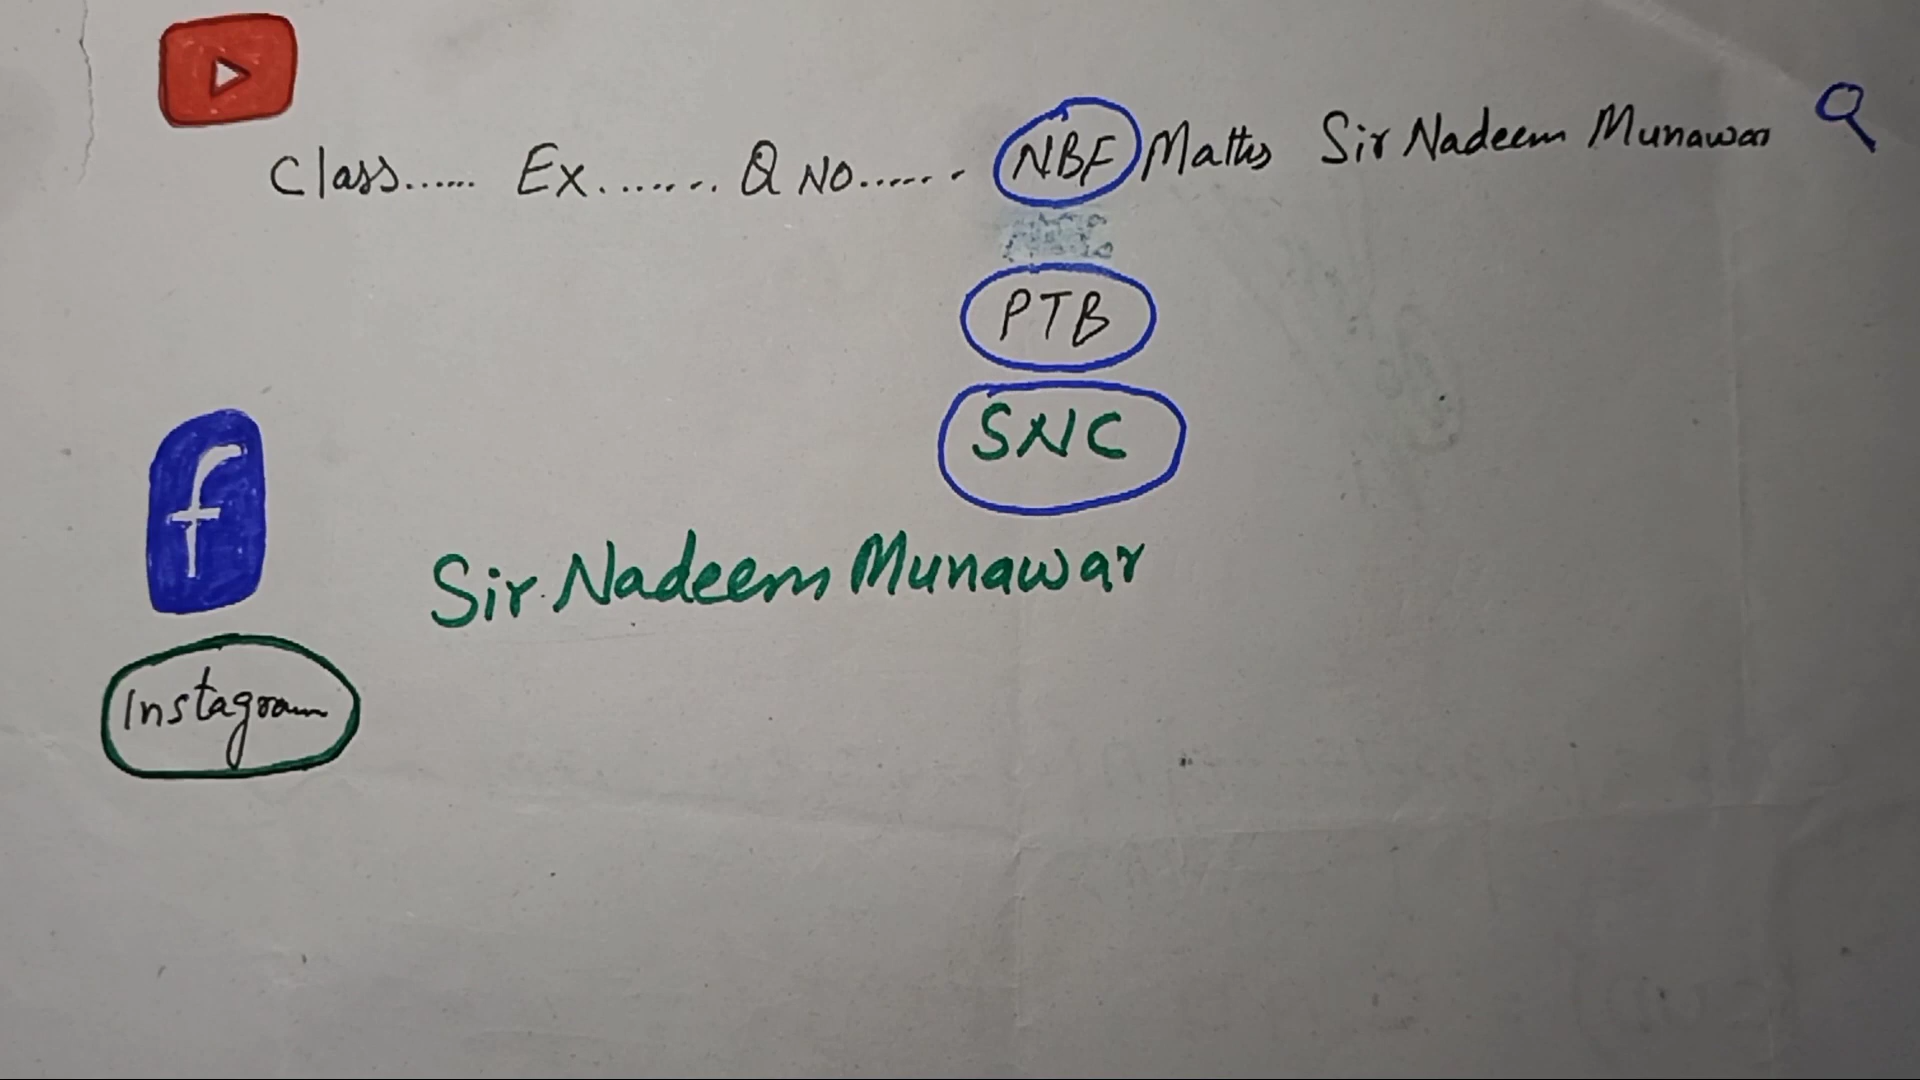 Class...... Ex....... Q No...... NBF Maths Sir Nadeem Munawar
PTB
SNC
f
Sir Nadeem Munawar
Instagram